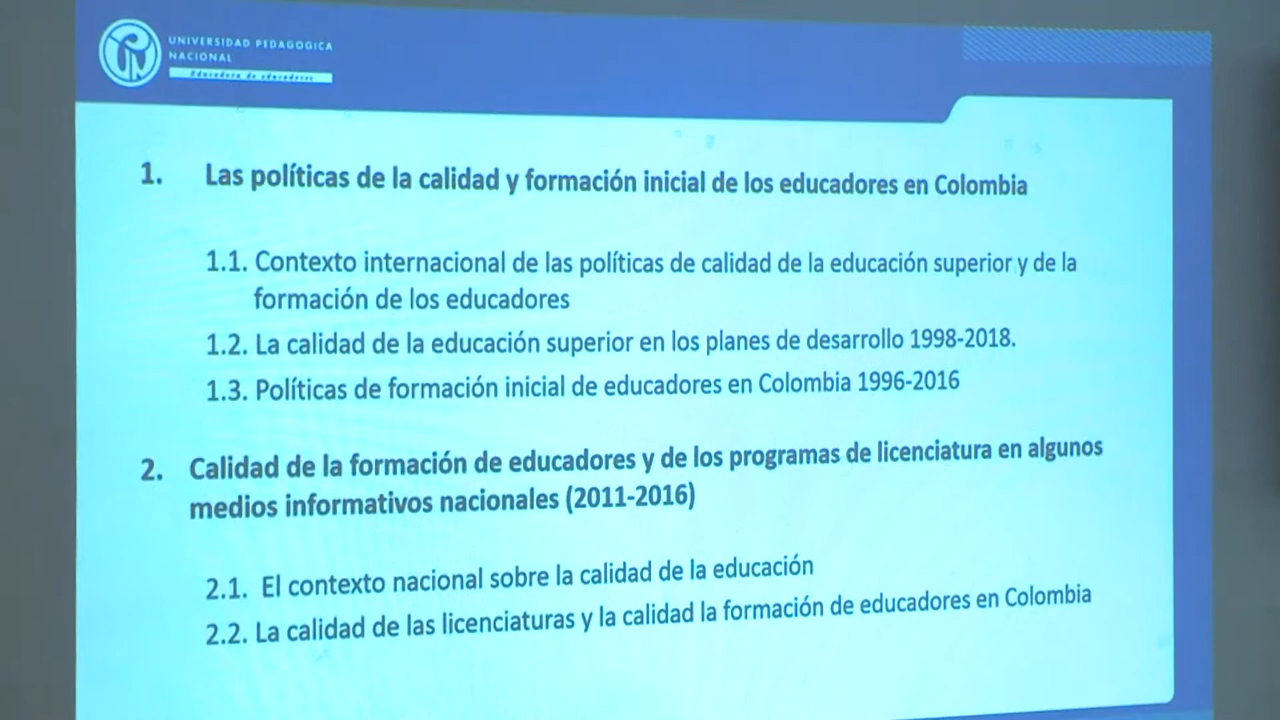 UNIVERSIDAD PEDAGOGICA
NACIONAL
Educadora de educadores
1. Las políticas de la calidad y formación inicial de los educadores en Colombia
1.1. Contexto internacional de las políticas de calidad de la educación superior y de la
formación de los educadores
1.2. La calidad de la educación superior en los planes de desarrollo 1998-2018.
1.3. Políticas de formación inicial de educadores en Colombia 1996-2016
2. Calidad de la formación de educadores y de los programas de licenciatura en algunos
medios informativos nacionales (2011-2016)
2.1. El contexto nacional sobre la calidad de la educación
2.2. La calidad de las licenciaturas y la calidad la formación de educadores en Colombia